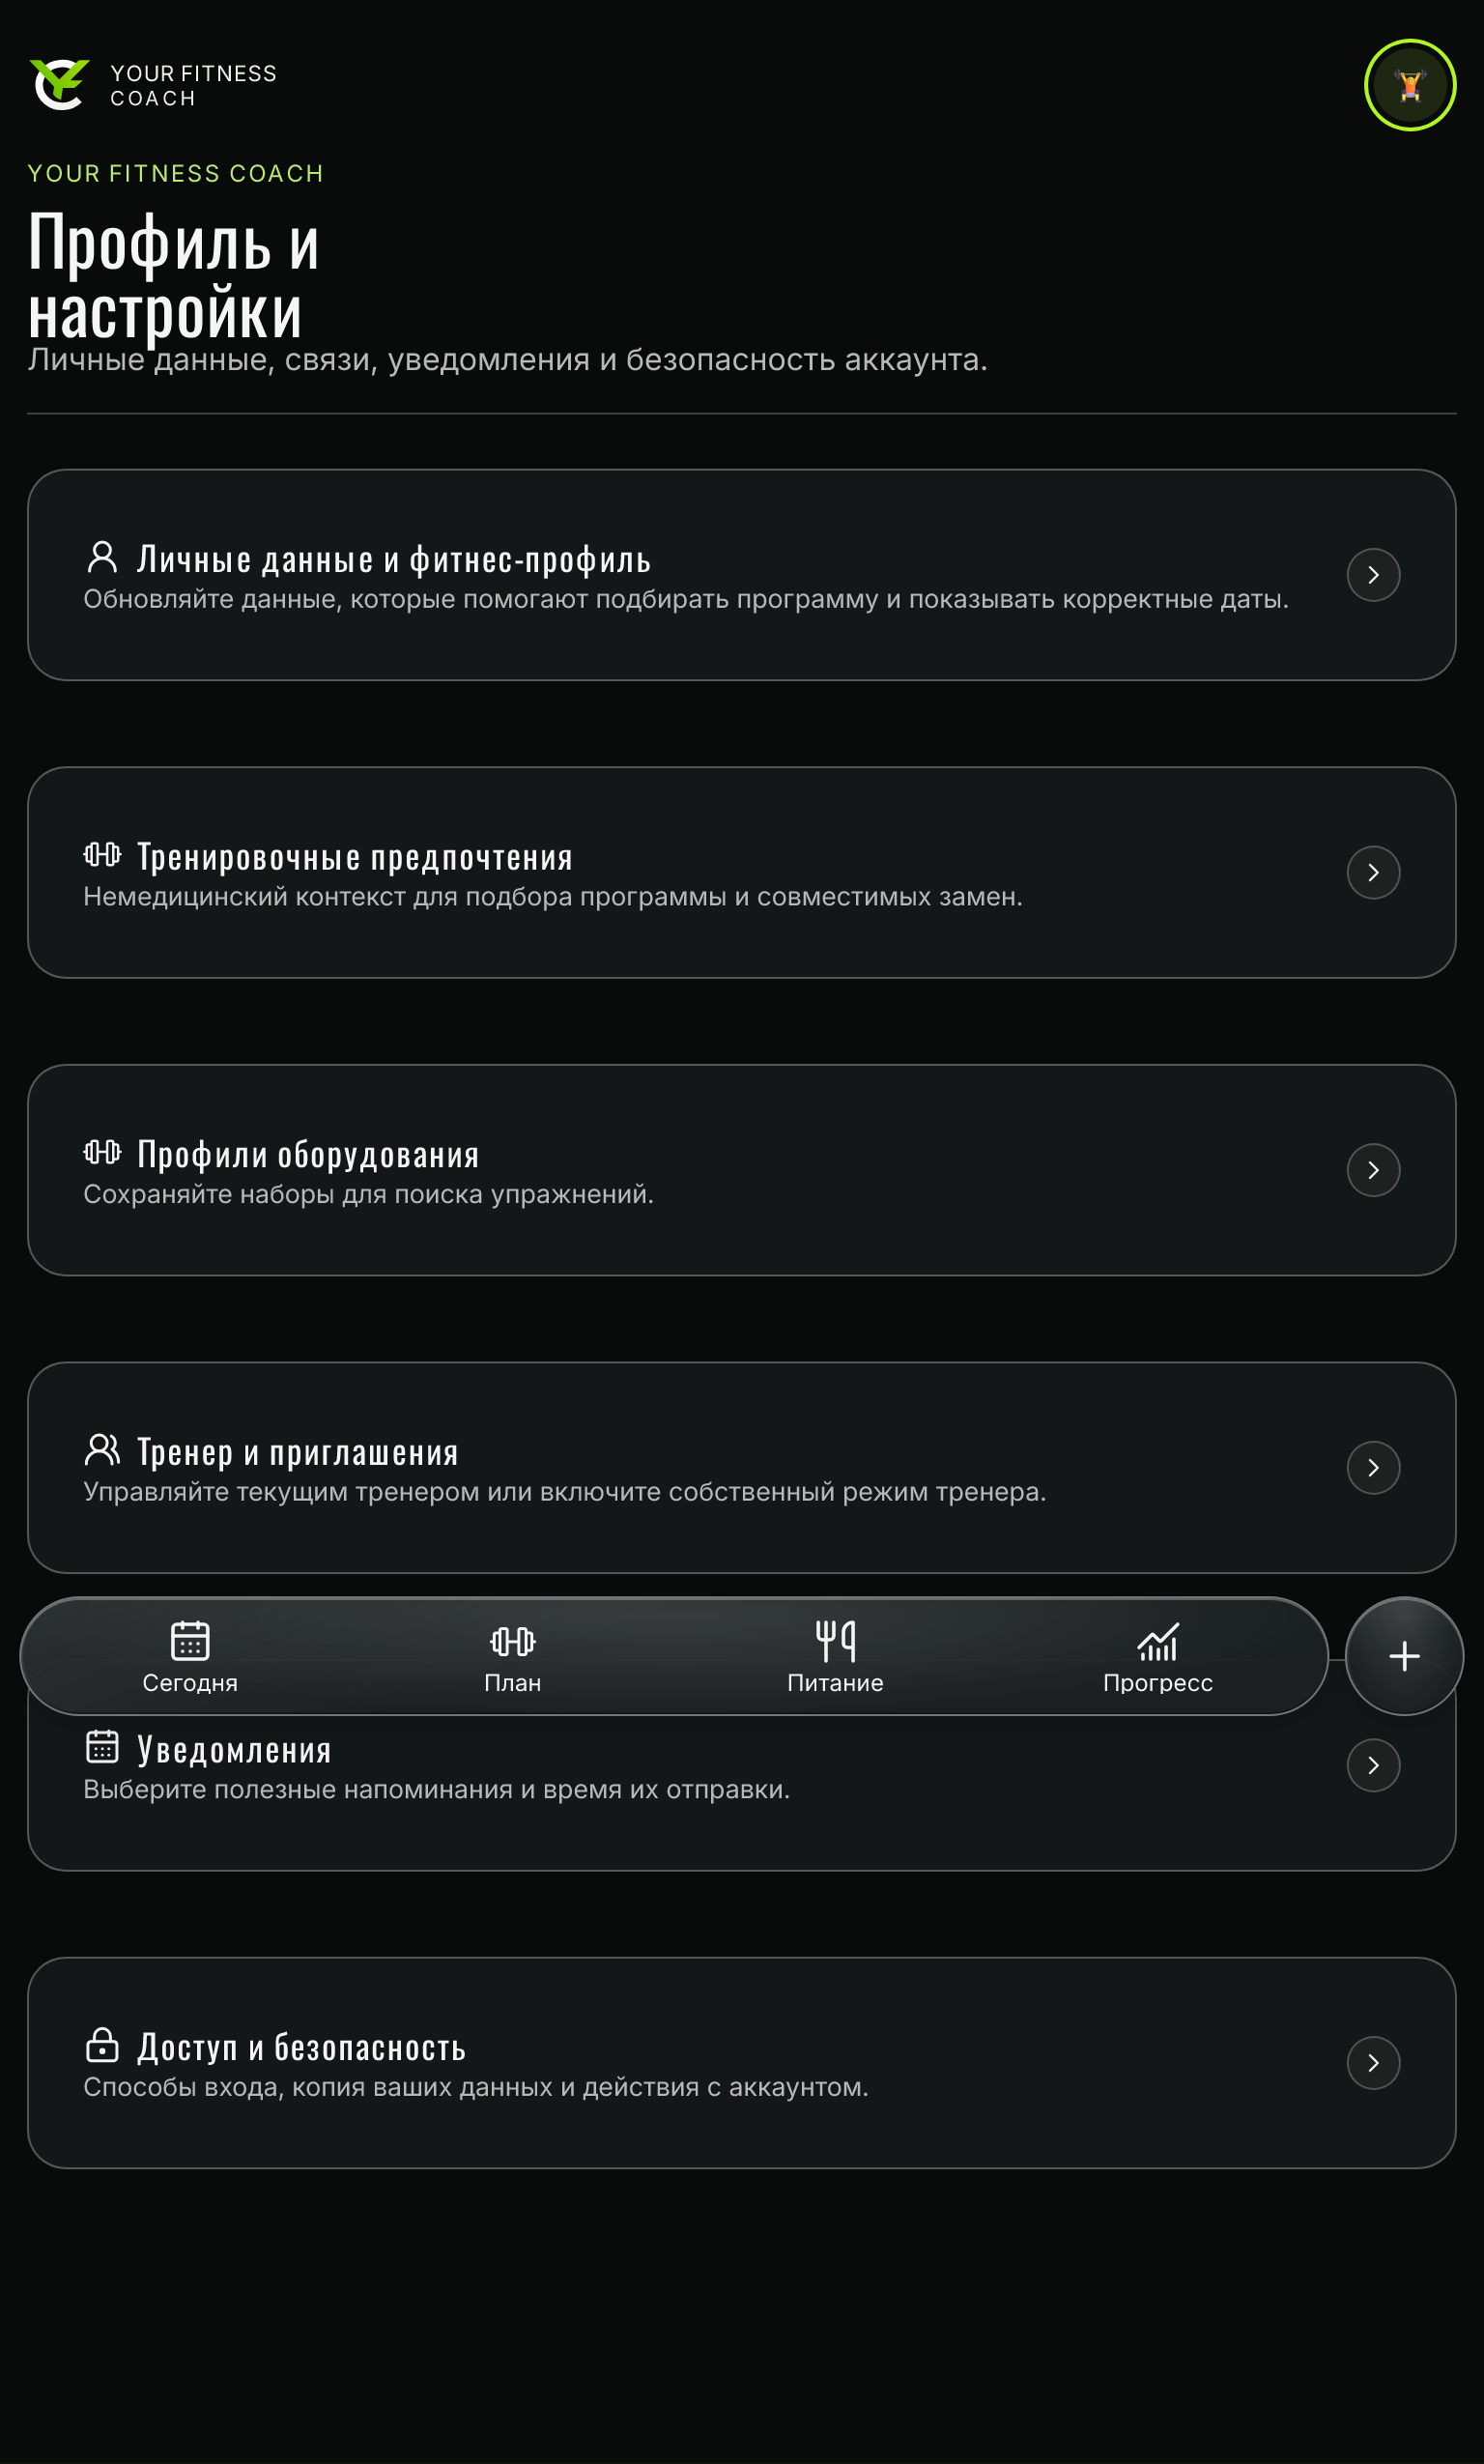 YOUR FITNESS
COACH
YOUR FITNESS COACH
Профиль и
настройки
Личные данные, связи, уведомления и безопасность аккаунта.
Личные данные и фитнес-профиль
Обновляйте данные, которые помогают подбирать программу и показывать корректные даты.
Тренировочные предпочтения
Немедицинский контекст для подбора программы и совместимых замен.
Профили оборудования
Сохраняйте наборы для поиска упражнений.
Тренер и приглашения
Управляйте текущим тренером или включите собственный режим тренера.
Сегодня
План
Питание
Прогресс
Уведомления
Выберите полезные напоминания и время их отправки.
Доступ и безопасность
Способы входа, копия ваших данных и действия с аккаунтом.